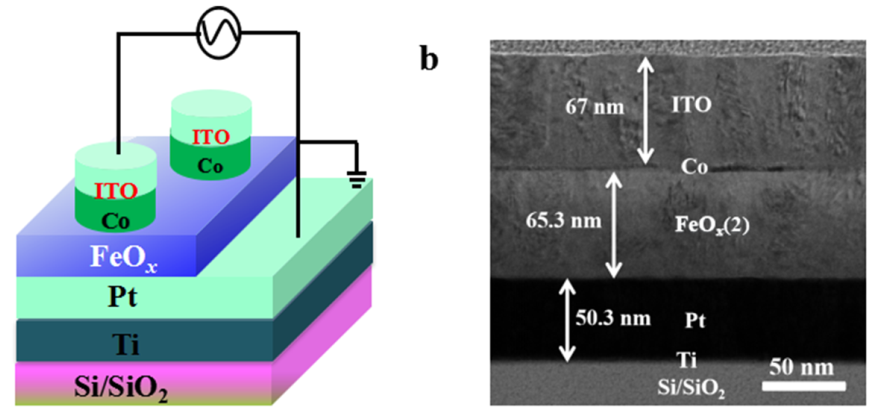 ITO
Co
ITO
Co
FeOₓ
Pt
Ti
Si/SiO₂
b
67 nm
ITO
Co
65.3 nm
FeOₓ(2)
50.3 nm
Pt
Ti
Si/SiO₂
50 nm